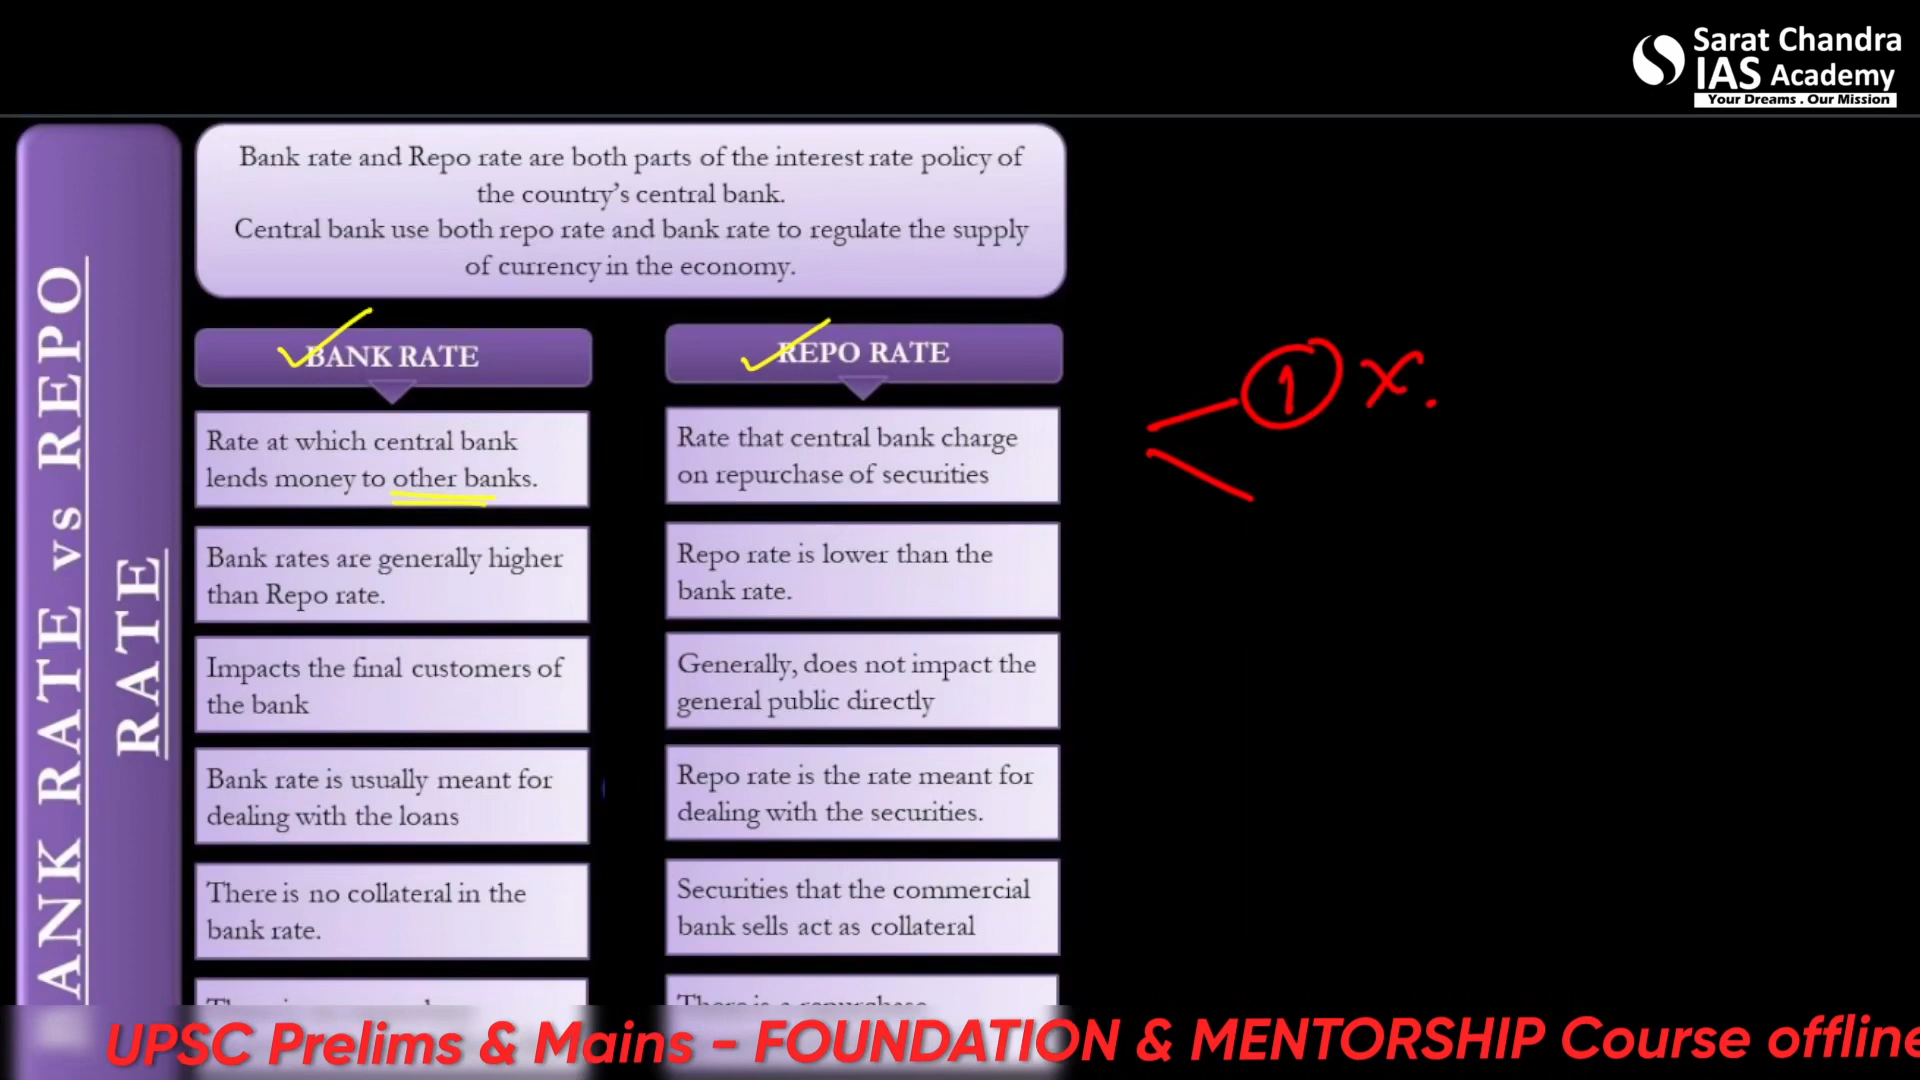 Sarat Chandra
IAS Academy
Your Dreams . Our Mission
ANK RATE vs REPO
RATE
Bank rate and Repo rate are both parts of the interest rate policy of
the country's central bank.
Central bank use both repo rate and bank rate to regulate the supply
of currency in the economy.
BANK RATE
Rate at which central bank
lends money to other banks.
Bank rates are generally higher
than Repo rate.
Impacts the final customers of
the bank
Bank rate is usually meant for
dealing with the loans
There is no collateral in the
bank rate.
REPO RATE
Rate that central bank charge
on repurchase of securities
Repo rate is lower than the
bank rate.
Generally, does not impact the
general public directly
Repo rate is the rate meant for
dealing with the securities.
Securities that the commercial
bank sells act as collateral
There is a repurchase
1 x.
UPSC Prelims & Mains - FOUNDATION & MENTORSHIP Course offline